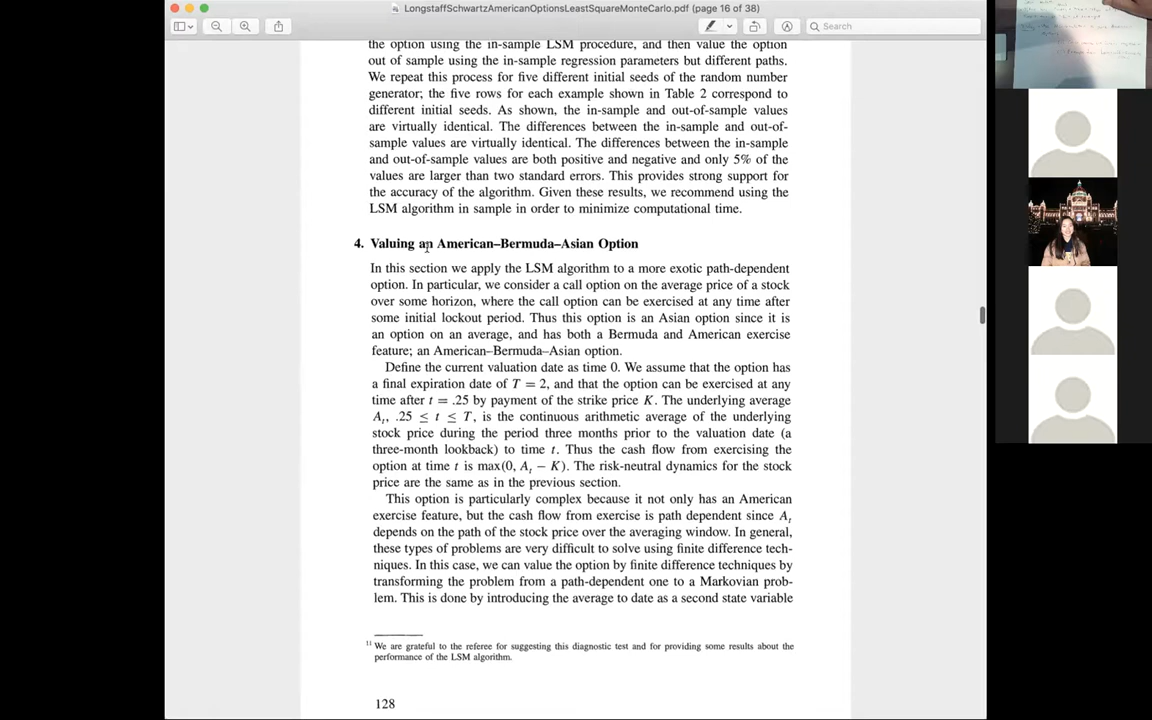 LongstaffSchwartzAmericanOptionsLeastSquareMonteCarlo.pdf (page 16 of 38)
Search
the option using the in-sample LSM procedure, and then value the option
out of sample using the in-sample regression parameters but different paths.
We repeat this process for five different initial seeds of the random number
generator; the five rows for each example shown in Table 2 correspond to
different initial seeds. As shown, the in-sample and out-of-sample values
are virtually identical. The differences between the in-sample and out-of-
sample values are virtually identical. The differences between the in-sample
and out-of-sample values are both positive and negative and only 5% of the
values are larger than two standard errors. This provides strong support for
the accuracy of the algorithm. Given these results, we recommend using the
LSM algorithm in sample in order to minimize computational time.
4. Valuing an American–Bermuda–Asian Option
In this section we apply the LSM algorithm to a more exotic path-dependent
option. In particular, we consider a call option on the average price of a stock
over some horizon, where the call option can be exercised at any time after
some initial lockout period. Thus this option is an Asian option since it is
an option on an average, and has both a Bermuda and American exercise
feature; an American–Bermuda–Asian option.
Define the current valuation date as time 0. We assume that the option has
a final expiration date of T = 2, and that the option can be exercised at any
time after t = .25 by payment of the strike price K. The underlying average
At, .25 ≤ t ≤ T, is the continuous arithmetic average of the underlying
stock price during the period three months prior to the valuation date (a
three-month lookback) to time t. Thus the cash flow from exercising the
option at time t is max(0, At − K). The risk-neutral dynamics for the stock
price are the same as in the previous section.
This option is particularly complex because it not only has an American
exercise feature, but the cash flow from exercise is path dependent since At
depends on the path of the stock price over the averaging window. In general,
these types of problems are very difficult to solve using finite difference tech-
niques. In this case, we can value the option by finite difference techniques by
transforming the problem from a path-dependent one to a Markovian prob-
lem. This is done by introducing the average to date as a second state variable
11 We are grateful to the referee for suggesting this diagnostic test and for providing some results about the
performance of the LSM algorithm.
128